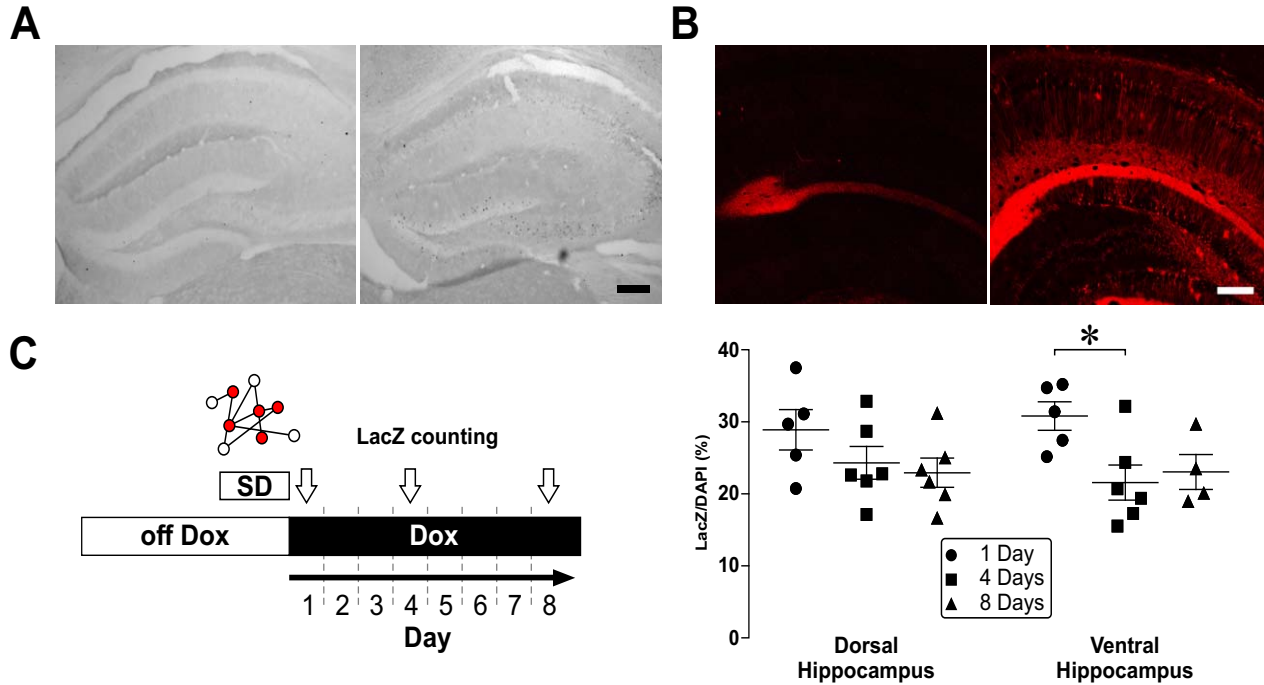 A
B
C
LacZ counting
SD
off Dox
Dox
1 2 3 4 5 6 7 8
Day
40
30
20
10
0
LacZ/DAPI (%)
*
1 Day
4 Days
8 Days
Dorsal
Hippocampus
Ventral
Hippocampus